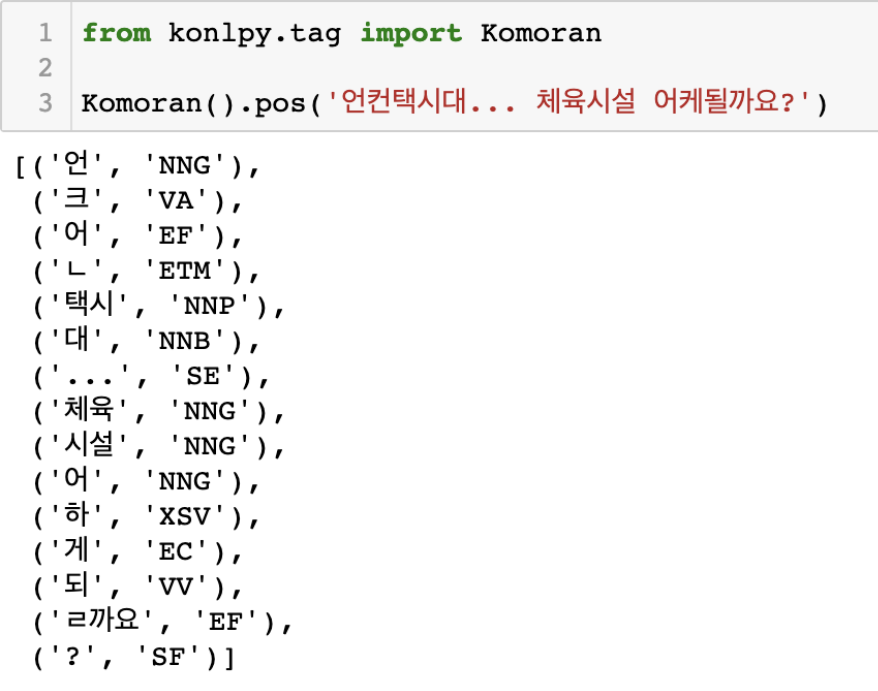 1 from konlpy.tag import Komoran
2
3 Komoran().pos('언컨택시대... 체육시설 어케될까요?')
[('언', 'NNG'),
('크', 'VA'),
('어', 'EF'),
('ㄴ', 'ETM'),
('택시', 'NNP'),
('대', 'NNB'),
('...', 'SE'),
('체육', 'NNG'),
('시설', 'NNG'),
('어', 'NNG'),
('하', 'XSV'),
('게', 'EC'),
('되', 'VV'),
('ㄹ까요', 'EF'),
('?', 'SF')]